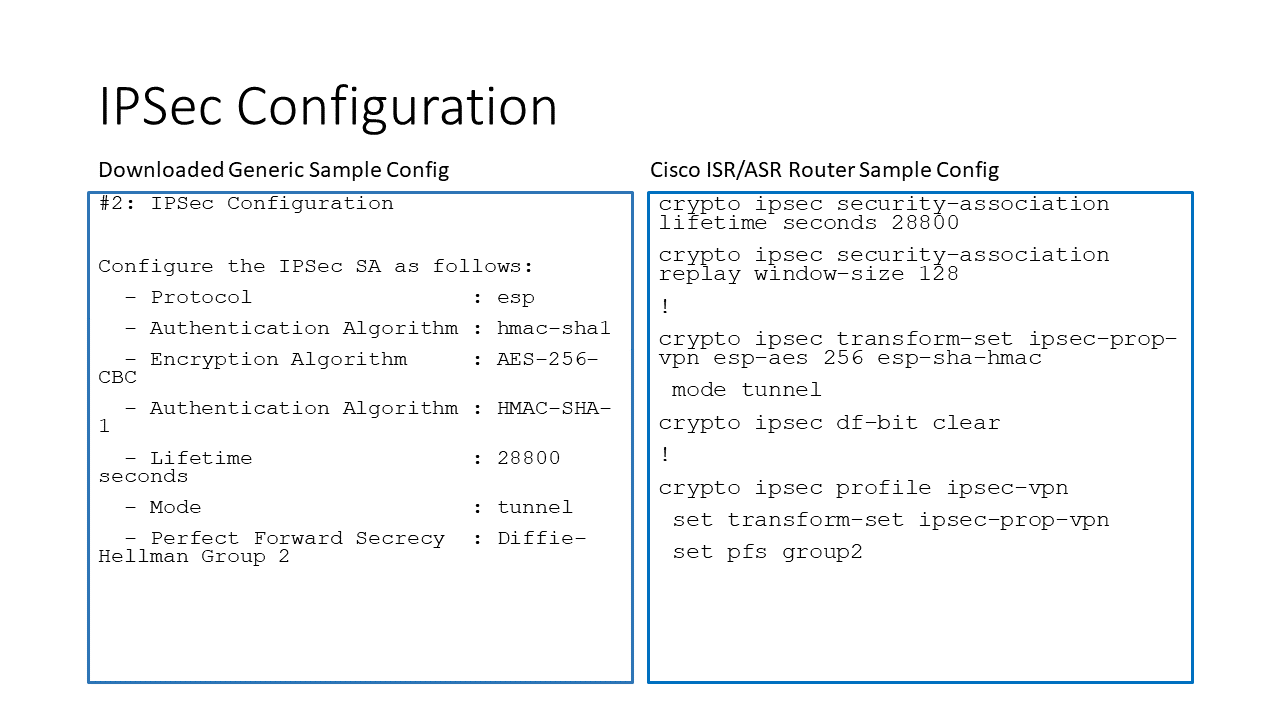 IPSec Configuration
Downloaded Generic Sample Config
#2: IPSec Configuration
Configure the IPSec SA as follows:
- Protocol : esp
- Authentication Algorithm : hmac-sha1
- Encryption Algorithm : AES-256-
CBC
- Authentication Algorithm : HMAC-SHA-
1
- Lifetime : 28800
seconds
- Mode : tunnel
- Perfect Forward Secrecy : Diffie-
Hellman Group 2
Cisco ISR/ASR Router Sample Config
crypto ipsec security-association
lifetime seconds 28800
crypto ipsec security-association
replay window-size 128
!
crypto ipsec transform-set ipsec-prop-
vpn esp-aes 256 esp-sha-hmac
mode tunnel
crypto ipsec df-bit clear
!
crypto ipsec profile ipsec-vpn
set transform-set ipsec-prop-vpn
set pfs group2